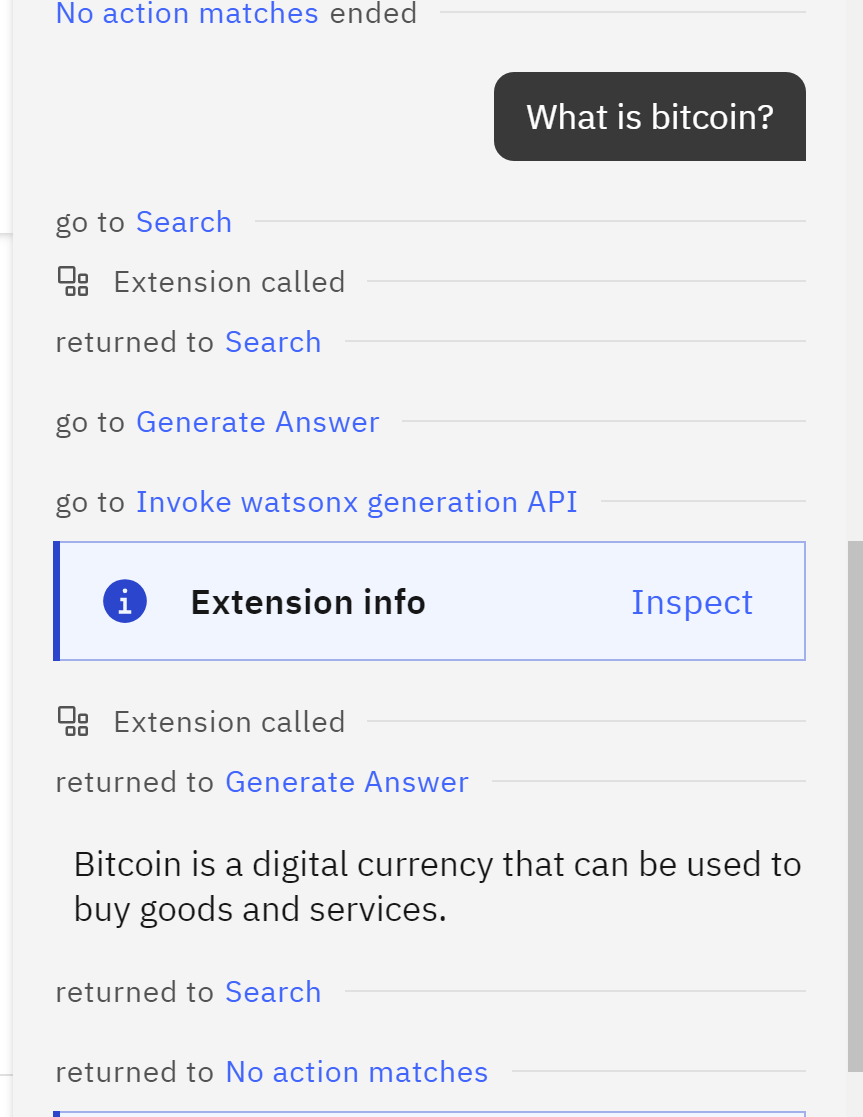 No action matches ended
What is bitcoin?
go to Search
Extension called
returned to Search
go to Generate Answer
go to Invoke watsonx generation API
Extension info Inspect
Extension called
returned to Generate Answer
Bitcoin is a digital currency that can be used to
buy goods and services.
returned to Search
returned to No action matches